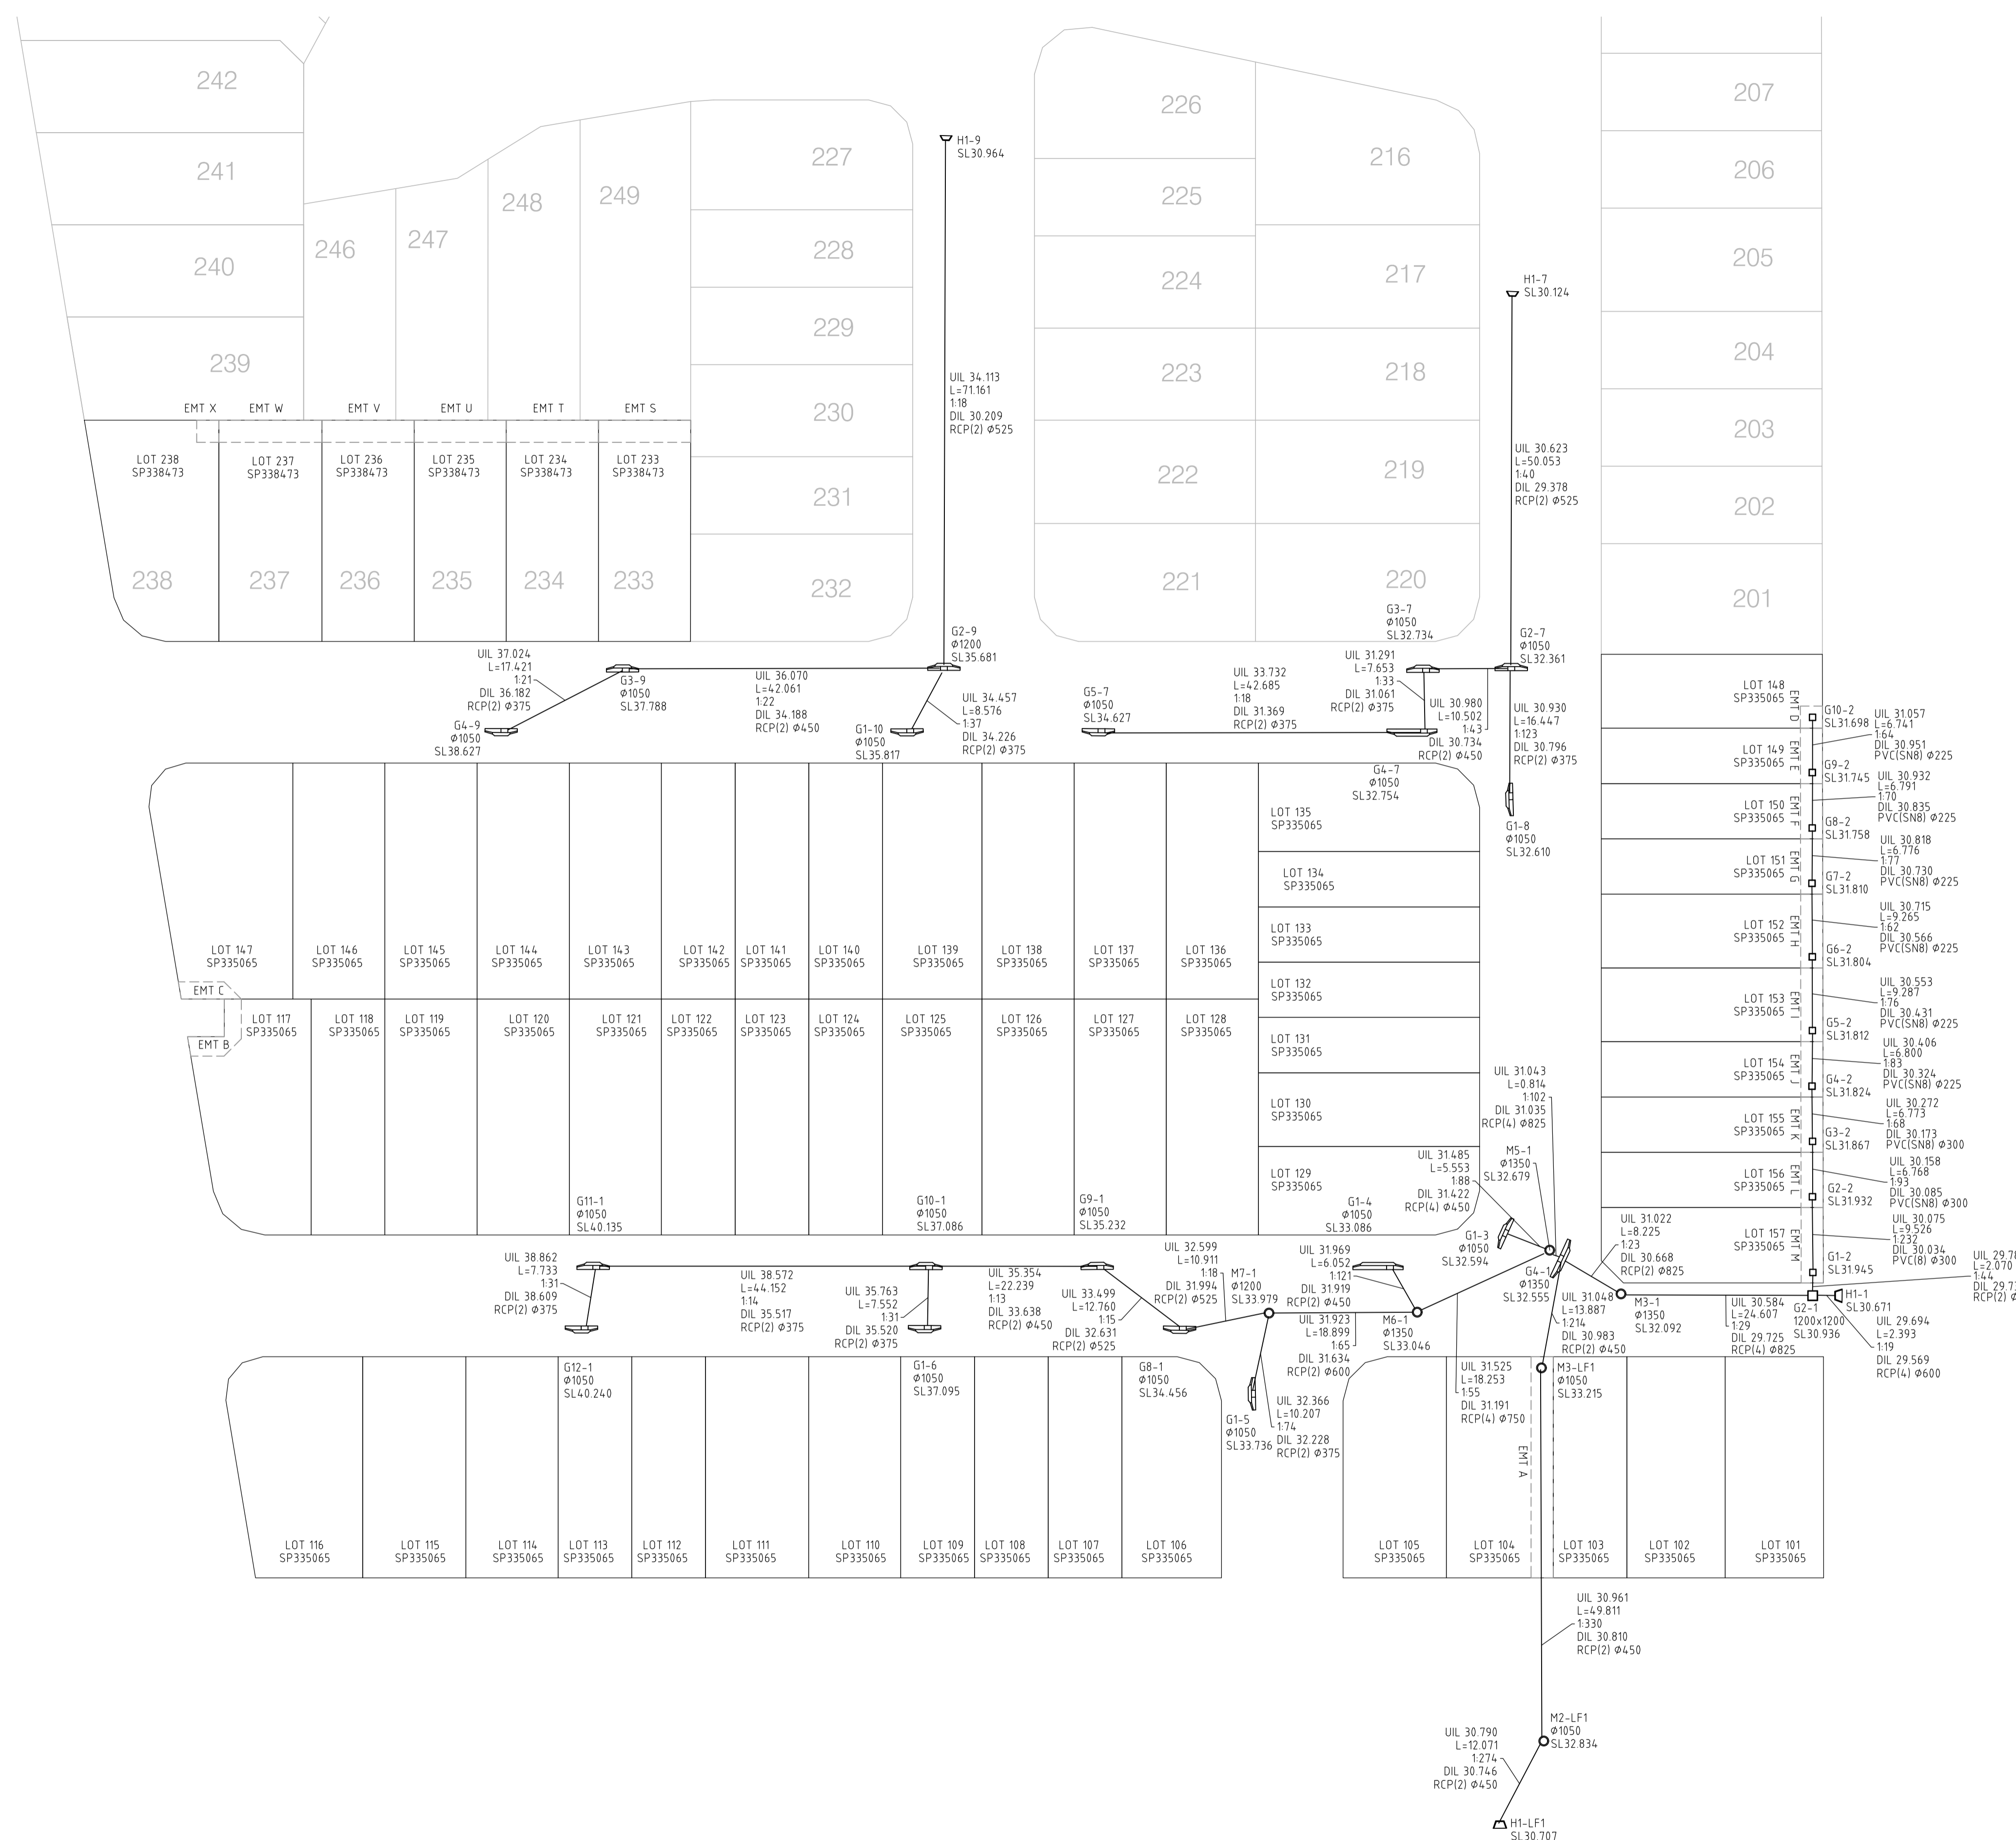 242
241
240
239
246
247
248
249
227
228
229
230
231
232
226
225
224
223
222
221
216
217
218
219
220
207
206
205
204
203
202
201
H1-9
SL30.964
H1-7
SL30.124
UIL 34.113
L=71.161
1:18
DIL 30.209
RCP(2) Ø525
UIL 30.623
L=50.053
1:40
DIL 29.378
RCP(2) Ø525
EMT X
EMT W
EMT V
EMT U
EMT T
EMT S
LOT 238
SP338473
LOT 237
SP338473
LOT 236
SP338473
LOT 235
SP338473
LOT 234
SP338473
LOT 233
SP338473
238
237
236
235
234
233
UIL 37.024
L=17.421
1:21
DIL 36.182
RCP(2) Ø375
G4-9
Ø1050
SL38.627
G3-9
Ø1050
SL37.788
UIL 36.070
L=42.061
1:22
DIL 34.188
RCP(2) Ø450
G2-9
Ø1200
SL35.681
UIL 34.457
L=8.576
1:37
DIL 34.226
RCP(2) Ø375
G1-10
Ø1050
SL35.817
G5-7
Ø1050
SL34.627
UIL 33.732
L=42.685
1:18
DIL 31.369
RCP(2) Ø375
G3-7
Ø1050
SL32.734
UIL 31.291
L=7.653
1:33
DIL 31.061
RCP(2) Ø375
UIL 30.980
L=10.502
1:43
DIL 30.734
RCP(2) Ø450
G2-7
Ø1050
SL32.361
UIL 30.930
L=16.447
1:123
DIL 30.796
RCP(2) Ø375
G4-7
Ø1050
SL32.754
G1-8
Ø1050
SL32.610
LOT 148
SP335065
EMT D
LOT 149
SP335065
EMT E
LOT 150
SP335065
EMT F
LOT 151
SP335065
EMT G
LOT 152
SP335065
EMT H
LOT 153
SP335065
EMT I
LOT 154
SP335065
EMT J
LOT 155
SP335065
EMT K
LOT 156
SP335065
EMT L
LOT 157
SP335065
EMT M
G10-2
SL31.698
UIL 31.057
L=6.741
1:64
DIL 30.951
PVC(SN8) Ø225
G9-2
SL31.745
UIL 30.932
L=6.791
1:70
DIL 30.835
PVC(SN8) Ø225
G8-2
SL31.758
UIL 30.818
L=6.776
1:77
DIL 30.730
PVC(SN8) Ø225
G7-2
SL31.810
UIL 30.715
L=9.265
1:62
DIL 30.566
PVC(SN8) Ø225
G6-2
SL31.804
UIL 30.553
L=9.287
1:76
DIL 30.431
PVC(SN8) Ø225
G5-2
SL31.812
UIL 30.406
L=6.800
1:83
DIL 30.324
PVC(SN8) Ø225
G4-2
SL31.824
UIL 30.272
L=6.773
1:68
DIL 30.173
PVC(SN8) Ø300
G3-2
SL31.867
UIL 30.158
L=6.768
1:93
DIL 30.085
PVC(SN8) Ø300
G2-2
SL31.932
UIL 30.075
L=9.526
1:232
DIL 30.034
PVC(8) Ø300
G1-2
SL31.945
L=2.070
1:44
H1-1
SL30.671
G2-1
1200x1200
SL30.936
UIL 29.694
L=2.393
1:19
DIL 29.569
RCP(4) Ø600
LOT 135
SP335065
LOT 134
SP335065
LOT 133
SP335065
LOT 132
SP335065
LOT 131
SP335065
LOT 130
SP335065
LOT 129
SP335065
LOT 147
SP335065
LOT 146
SP335065
LOT 145
SP335065
LOT 144
SP335065
LOT 143
SP335065
LOT 142
SP335065
LOT 141
SP335065
LOT 140
SP335065
LOT 139
SP335065
LOT 138
SP335065
LOT 137
SP335065
LOT 136
SP335065
EMT C
EMT B
LOT 117
SP335065
LOT 118
SP335065
LOT 119
SP335065
LOT 120
SP335065
LOT 121
SP335065
LOT 122
SP335065
LOT 123
SP335065
LOT 124
SP335065
LOT 125
SP335065
LOT 126
SP335065
LOT 127
SP335065
LOT 128
SP335065
UIL 31.043
L=0.814
1:102
DIL 31.035
RCP(4) Ø825
UIL 31.485
L=5.553
1:88
DIL 31.422
RCP(4) Ø450
M5-1
Ø1350
SL32.679
G1-4
Ø1050
SL33.086
G1-3
Ø1050
SL32.594
G4-1
Ø1350
SL32.555
UIL 31.022
L=8.225
1:23
DIL 30.668
RCP(2) Ø825
M3-1
Ø1350
SL32.092
UIL 30.584
L=24.607
1:29
DIL 29.725
RCP(4) Ø825
UIL 31.048
L=13.887
1:214
DIL 30.983
RCP(2) Ø450
G11-1
Ø1050
SL40.135
G10-1
Ø1050
SL37.086
G9-1
Ø1050
SL35.232
UIL 38.862
L=7.733
1:31
DIL 38.609
RCP(2) Ø375
UIL 38.572
L=44.152
1:14
DIL 35.517
RCP(2) Ø375
UIL 35.763
L=7.552
1:31
DIL 35.520
RCP(2) Ø375
UIL 35.354
L=22.239
1:13
DIL 33.638
RCP(2) Ø450
UIL 33.499
L=12.760
1:15
DIL 32.631
RCP(2) Ø525
UIL 32.599
L=10.911
1:18
DIL 31.994
RCP(2) Ø525
M7-1
Ø1200
SL33.979
UIL 31.969
L=6.052
1:121
DIL 31.919
RCP(2) Ø450
UIL 31.923
L=18.899
1:65
DIL 31.634
RCP(2) Ø600
M6-1
Ø1350
SL33.046
UIL 31.525
L=18.253
1:55
DIL 31.191
RCP(4) Ø750
M3-LF1
Ø1050
SL33.215
G12-1
Ø1050
SL40.240
G1-6
Ø1050
SL37.095
G8-1
Ø1050
SL34.456
G1-5
Ø1050
SL33.736
UIL 32.366
L=10.207
1:74
DIL 32.228
RCP(2) Ø375
EMT A
LOT 116
SP335065
LOT 115
SP335065
LOT 114
SP335065
LOT 113
SP335065
LOT 112
SP335065
LOT 111
SP335065
LOT 110
SP335065
LOT 109
SP335065
LOT 108
SP335065
LOT 107
SP335065
LOT 106
SP335065
LOT 105
SP335065
LOT 104
SP335065
LOT 103
SP335065
LOT 102
SP335065
LOT 101
SP335065
UIL 30.961
L=49.811
1:330
DIL 30.810
RCP(2) Ø450
M2-LF1
Ø1050
SL32.834
UIL 30.790
L=12.071
1:274
DIL 30.746
RCP(2) Ø450
H1-LF1
SL30.707